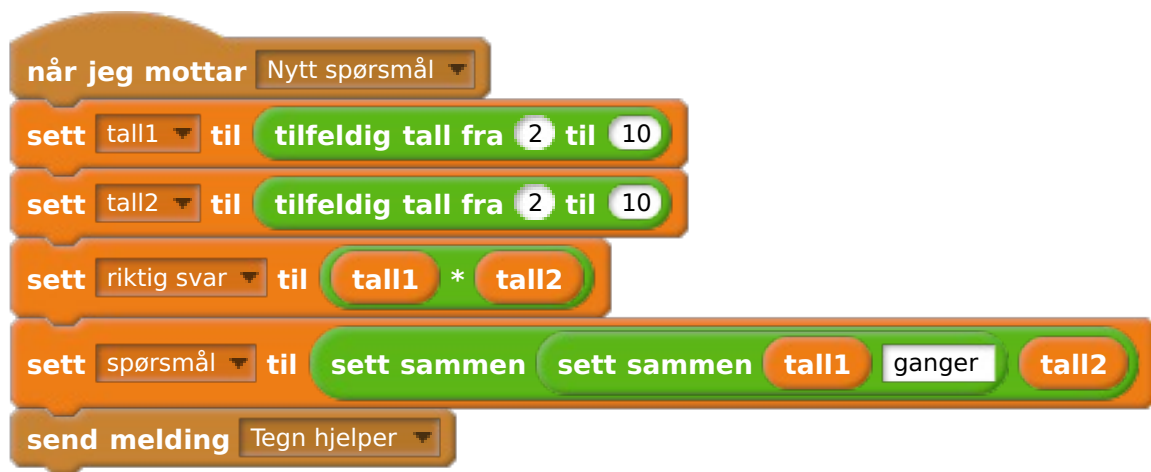 når jeg mottar Nytt spørsmål
sett tall1 til tilfeldig tall fra 2 til 10
sett tall2 til tilfeldig tall fra 2 til 10
sett riktig svar til tall1 * tall2
sett spørsmål til sett sammen sett sammen tall1 ganger tall2
send melding Tegn hjelper